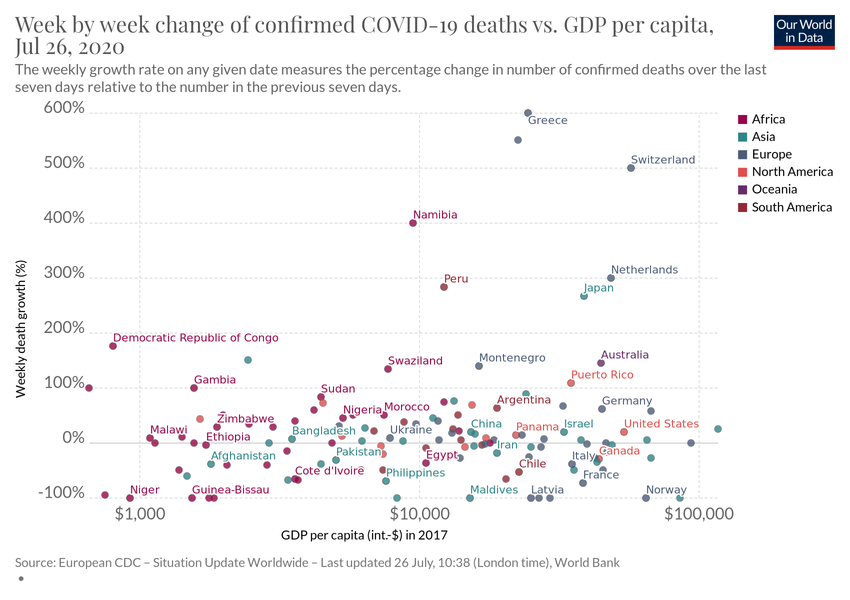 Week by week change of confirmed COVID-19 deaths vs. GDP per capita,
Jul 26, 2020
Our World
in Data
The weekly growth rate on any given date measures the percentage change in number of confirmed deaths over the last
seven days relative to the number in the previous seven days.
600%
500%
400%
300%
200%
100%
0%
-100%
Weekly death growth (%)
Greece
Switzerland
Namibia
Netherlands
Peru
Japan
Democratic Republic of Congo
Montenegro
Australia
Swaziland
Puerto Rico
Gambia
Sudan
Germany
Argentina
Nigeria
Morocco
Zimbabwe
Malawi
Bangladesh
Ukraine
China
Panama
Israel
United States
Ethiopia
Iran
Afghanistan
Pakistan
Egypt
Italy
Canada
Cote d'Ivoire
Philippines
Chile
France
Niger
Guinea-Bissau
Maldives
Latvia
Norway
$1,000
$10,000
$100,000
GDP per capita (int.-$) in 2017
Africa
Asia
Europe
North America
Oceania
South America
Source: European CDC – Situation Update Worldwide – Last updated 26 July, 10:38 (London time), World Bank